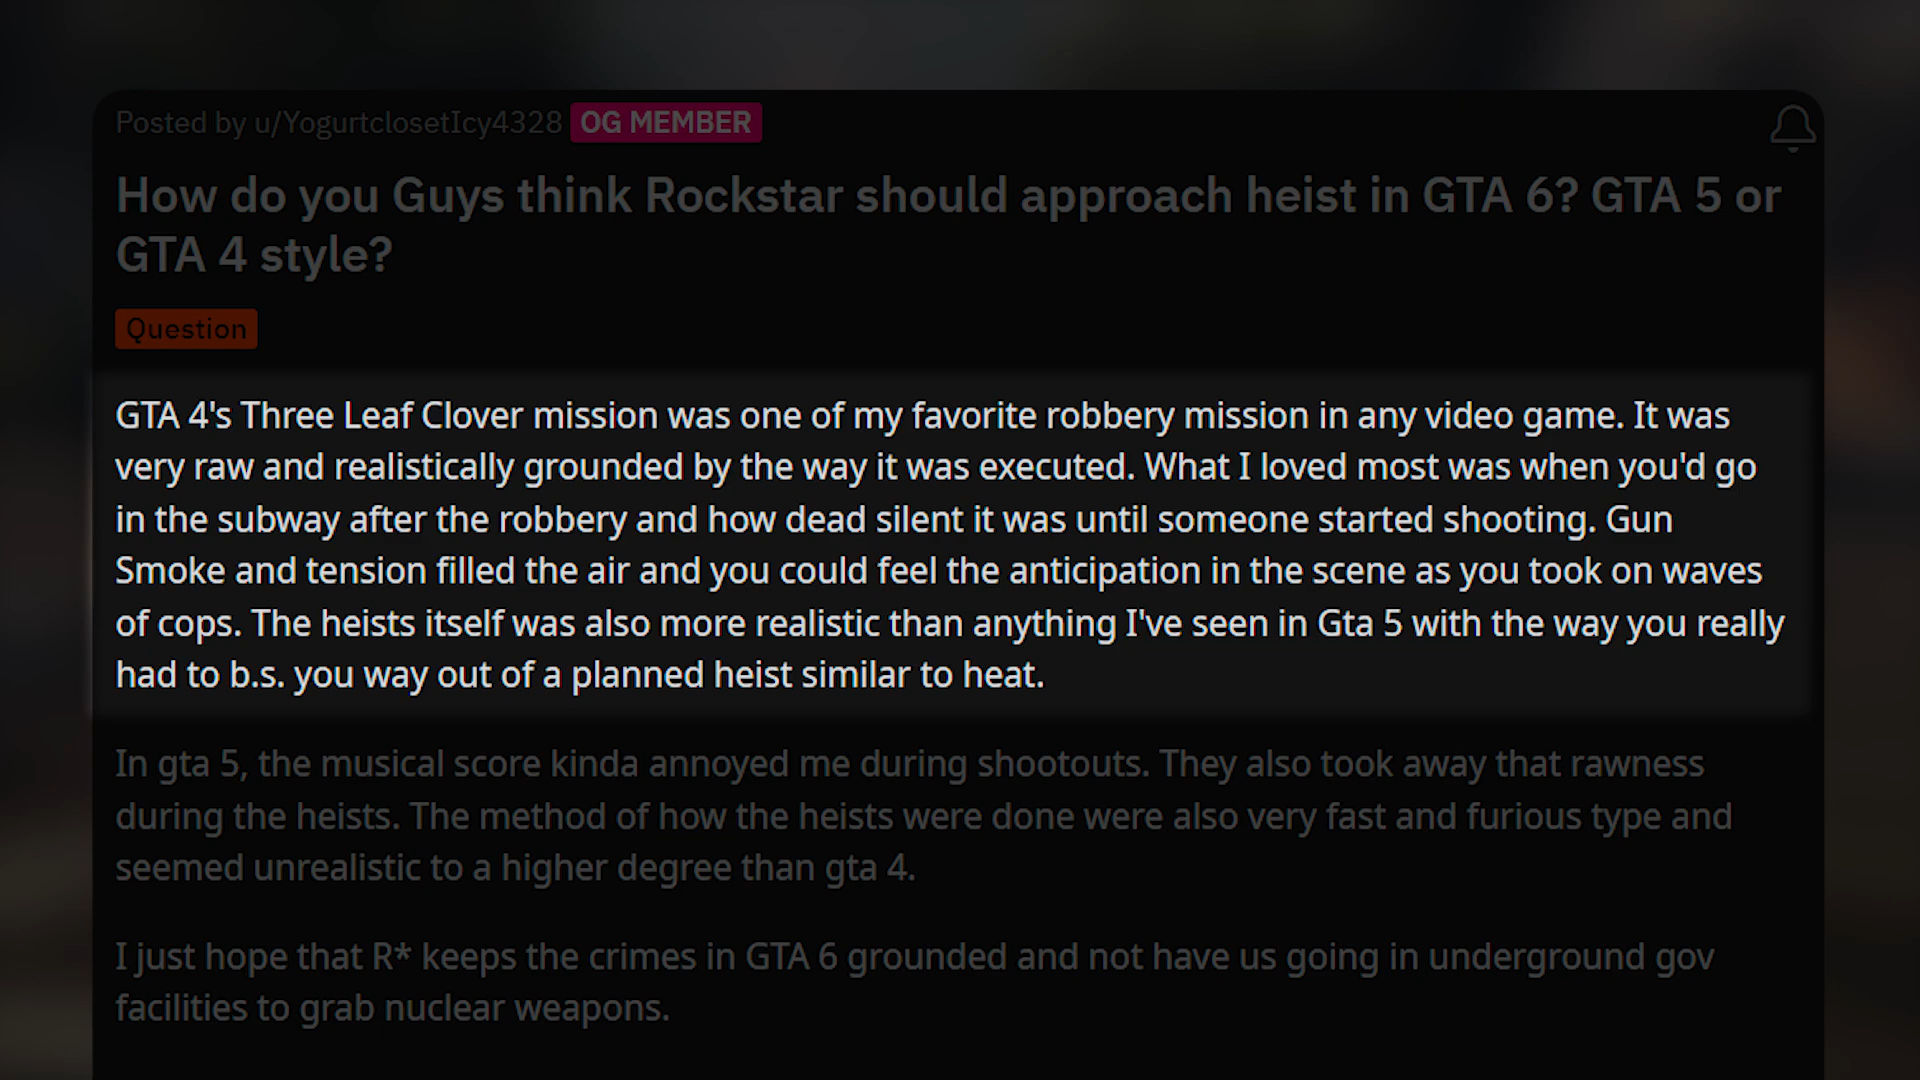 Posted by u/YogurtclosetIcy4328 OG MEMBER
How do you Guys think Rockstar should approach heist in GTA 6? GTA 5 or
GTA 4 style?
Question
GTA 4's Three Leaf Clover mission was one of my favorite robbery mission in any video game. It was
very raw and realistically grounded by the way it was executed. What I loved most was when you'd go
in the subway after the robbery and how dead silent it was until someone started shooting. Gun
Smoke and tension filled the air and you could feel the anticipation in the scene as you took on waves
of cops. The heists itself was also more realistic than anything I've seen in Gta 5 with the way you really
had to b.s. you way out of a planned heist similar to heat.
In gta 5, the musical score kinda annoyed me during shootouts. They also took away that rawness
during the heists. The method of how the heists were done were also very fast and furious type and
seemed unrealistic to a higher degree than gta 4.
I just hope that R* keeps the crimes in GTA 6 grounded and not have us going in underground gov
facilities to grab nuclear weapons.